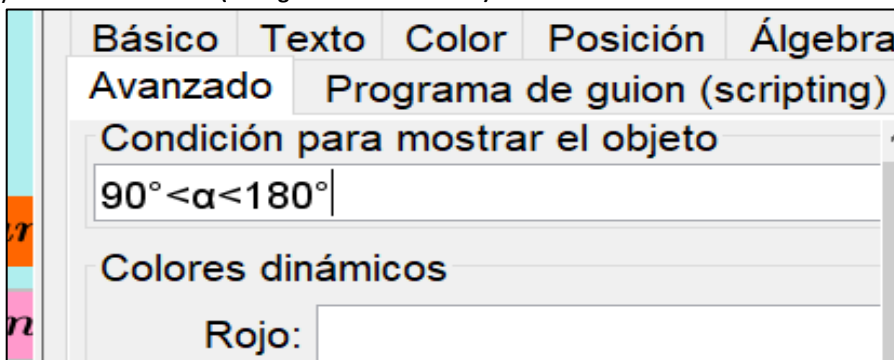 Básico Texto Color Posición Álgebra
Avanzado Programa de guion (scripting)
Condición para mostrar el objeto
90°<α<180°
Colores dinámicos
Rojo: